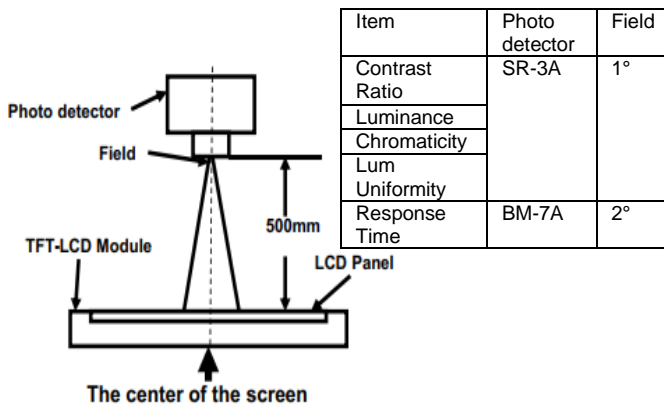 Photo detector
Field
500mm
TFT-LCD Module
LCD Panel
The center of the screen
Item Photo detector Field
Contrast Ratio SR-3A 1°
Luminance
Chromaticity
Lum Uniformity
Response Time BM-7A 2°